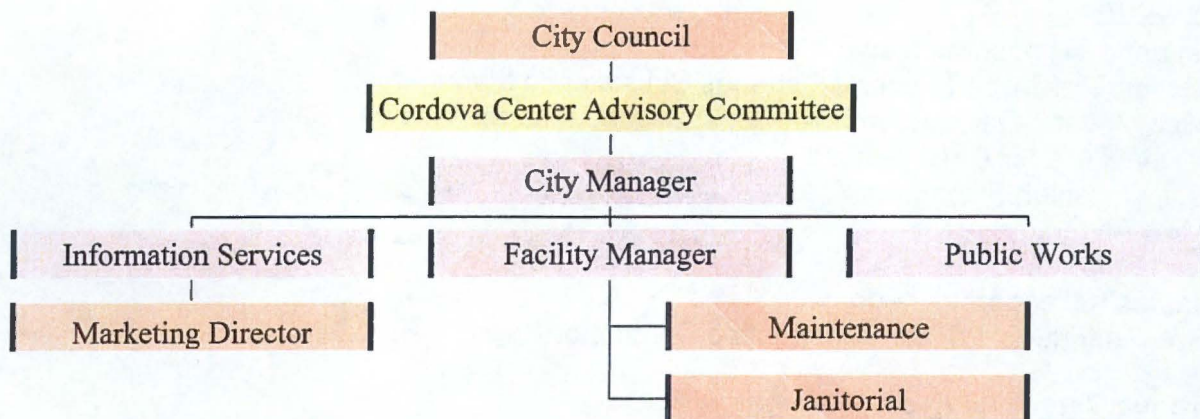 City Council
Cordova Center Advisory Committee
City Manager
Information Services
Facility Manager
Public Works
Marketing Director
Maintenance
Janitorial